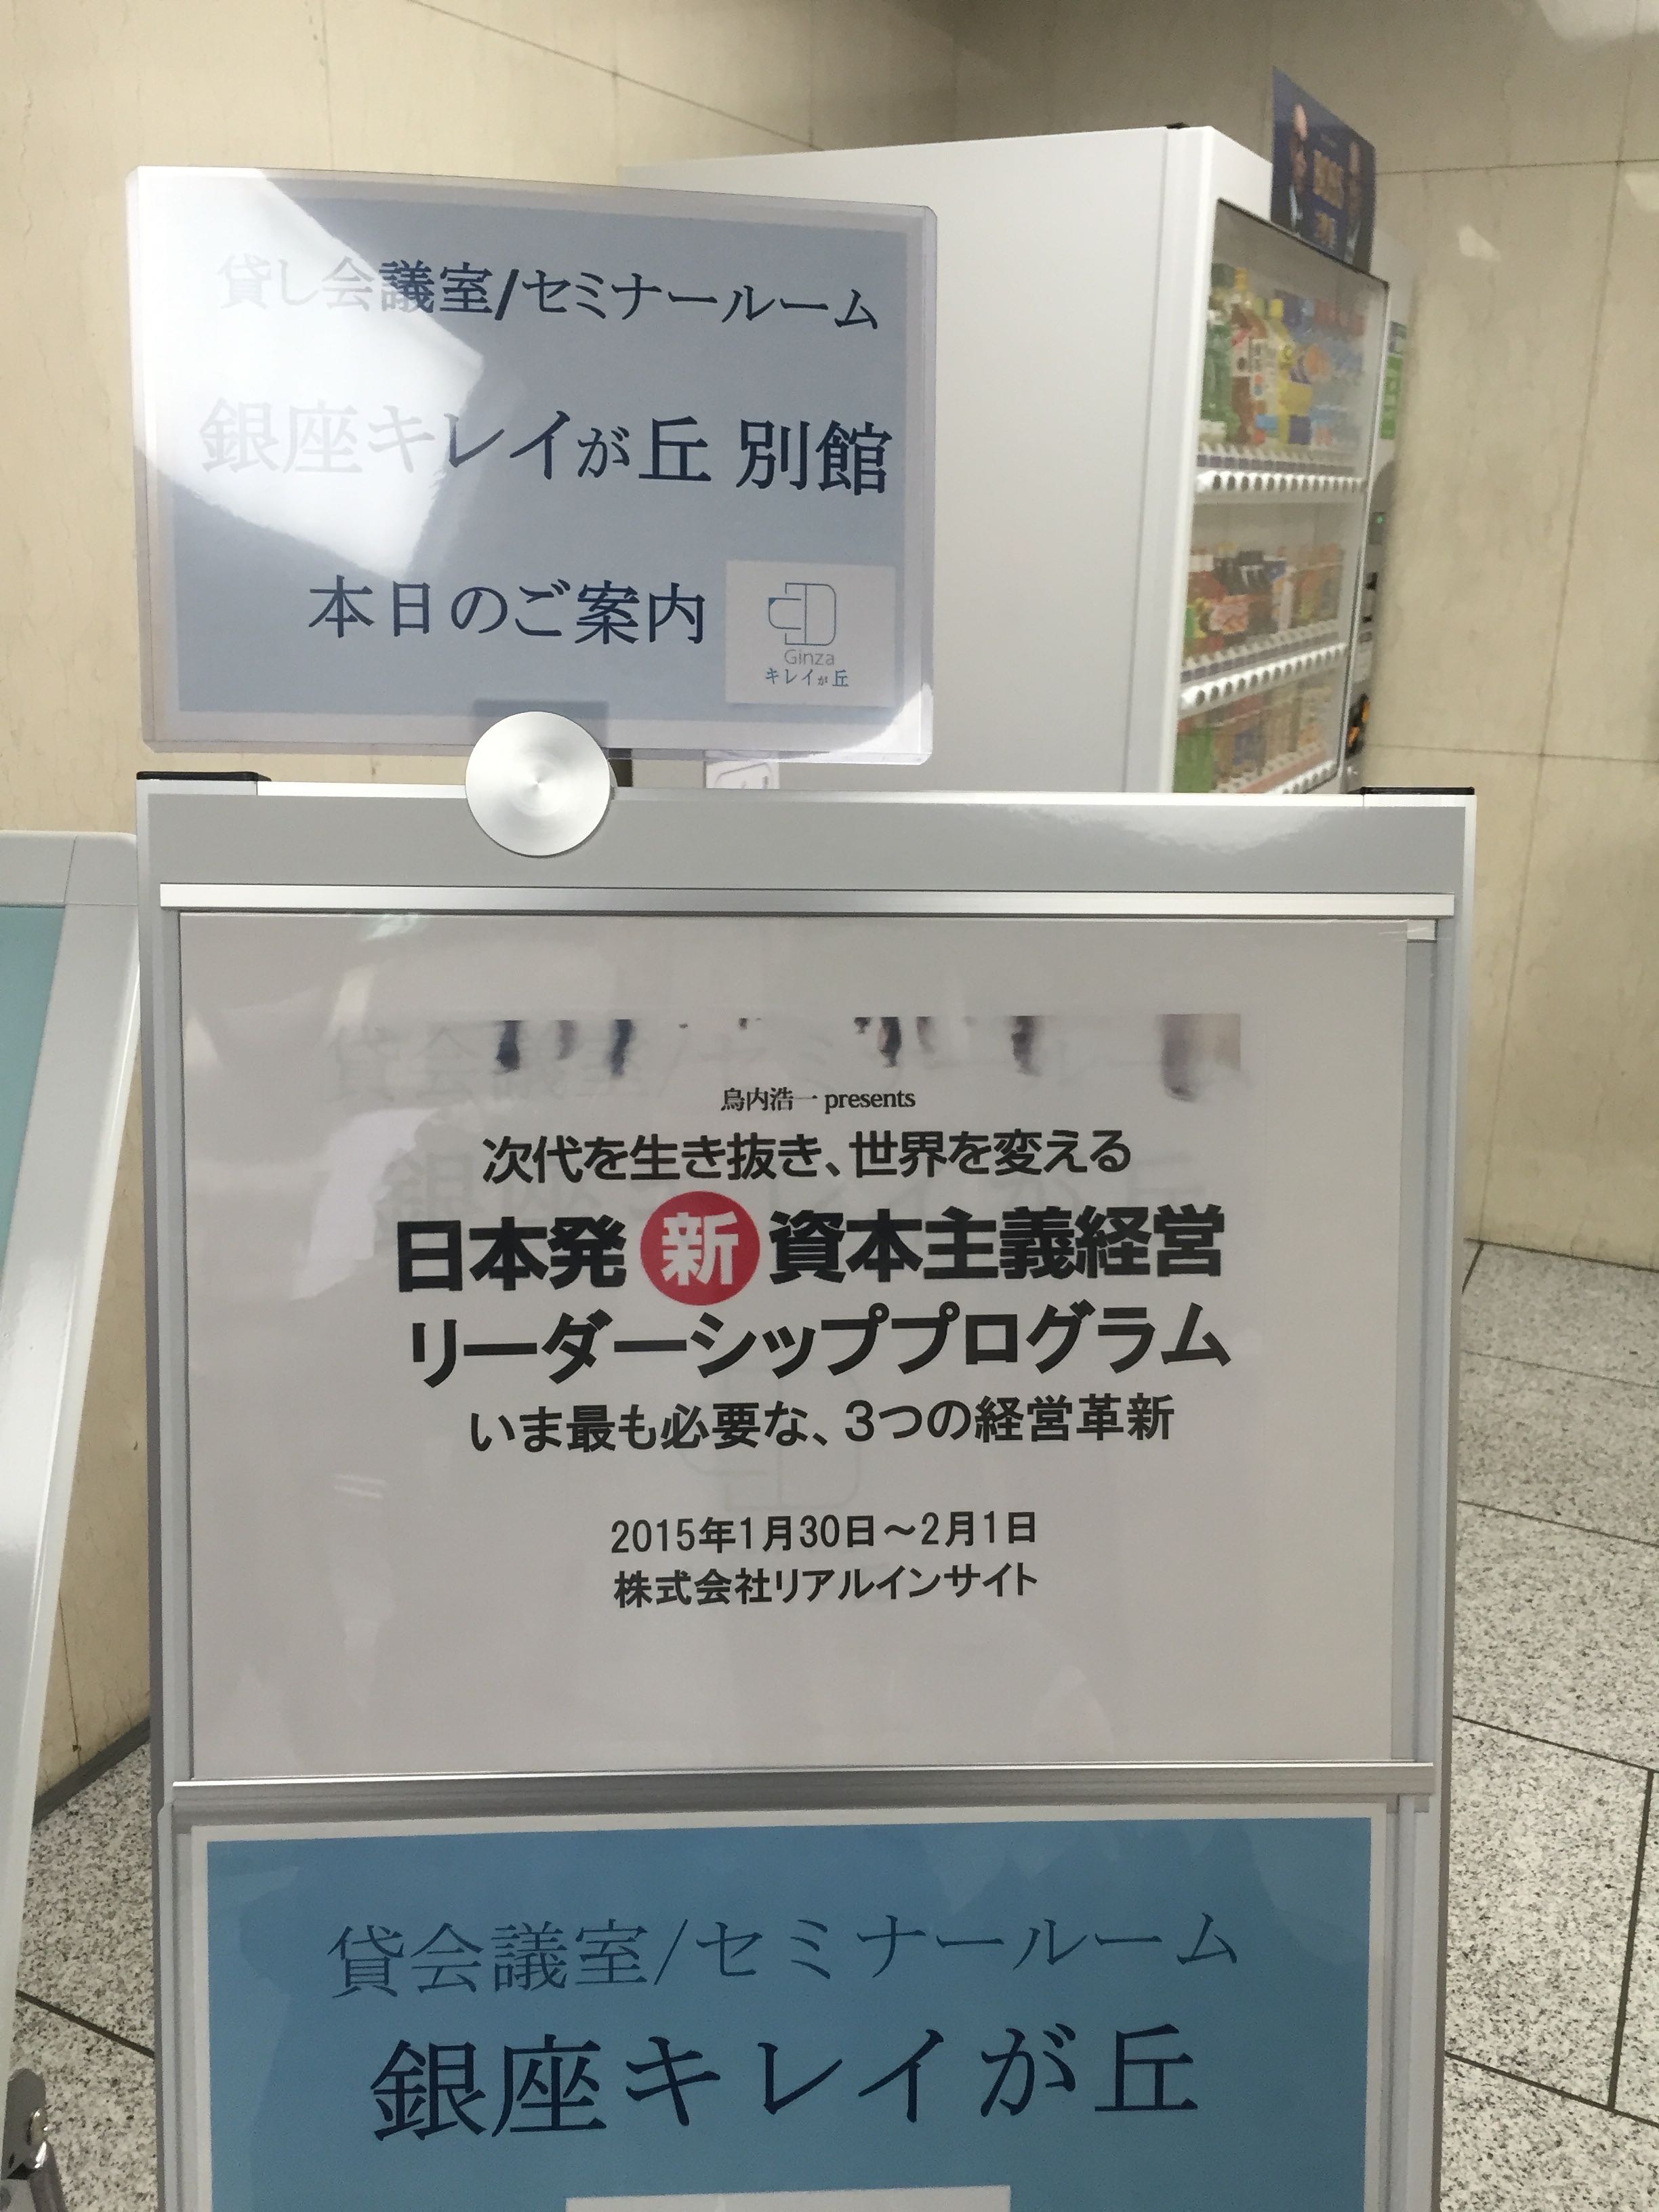 貸し会議室/セミナールーム
銀座キレイが丘 別館
本日のご案内
Ginza
キレイが丘
BOSS
鳥内浩一 presents
次代を生き抜き、世界を変える
日本発 新 資本主義経営
リーダーシッププログラム
いま最も必要な、3つの経営革新
2015年1月30日～2月1日
株式会社リアルインサイト
貸会議室/セミナールーム
銀座キレイが丘